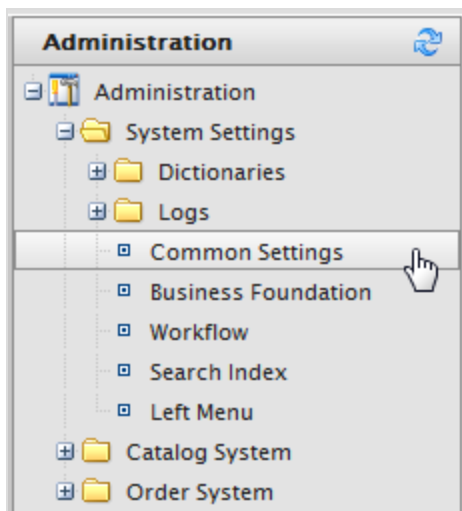 Administration
Administration
System Settings
Dictionaries
Logs
Common Settings
Business Foundation
Workflow
Search Index
Left Menu
Catalog System
Order System